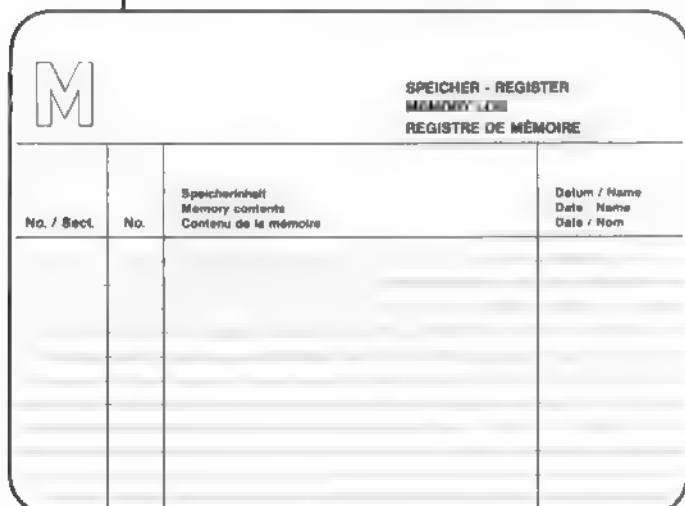 M
SPEICHER - REGISTER
REGISTRE DE MÉMOIRE
No. / Sect.
No.
Speicherinhalt
Memory contents
Contenu de la mémoire
Datum / Name
Date Name
Date / Nom